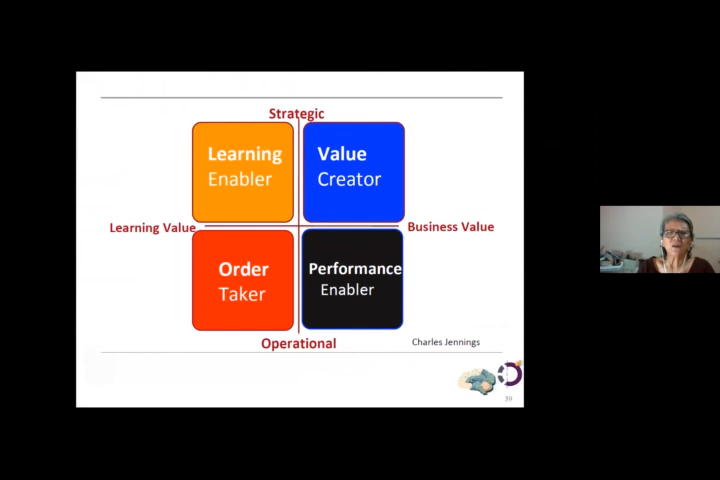 Strategic
Learning
Enabler
Value
Creator
Learning Value
Business Value
Order
Taker
Performance
Enabler
Operational
Charles Jennings
39